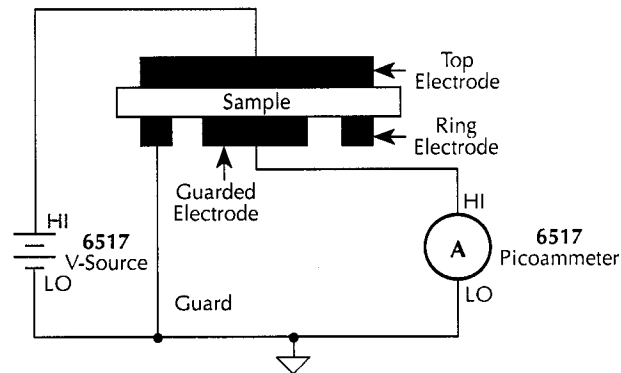 Top
Electrode
Sample
Ring
Electrode
Guarded
Electrode
HI
6517
V-Source
LO
Guard
HI
A
6517
Picoammeter
LO